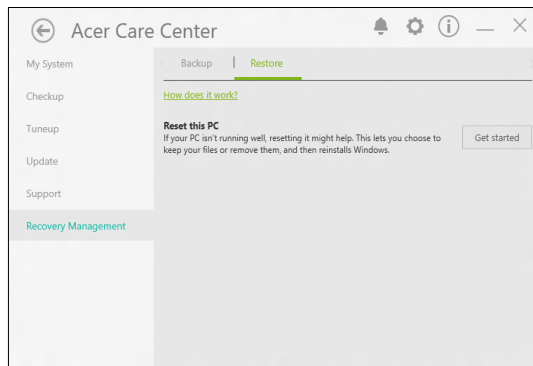 Acer Care Center
My System
Backup
Restore
Checkup
How does it work?
Tuneup
Reset this PC
If your PC isn't running well, resetting it might help. This lets you choose to
keep your files or remove them, and then reinstalls Windows.
Get started
Update
Support
Recovery Management